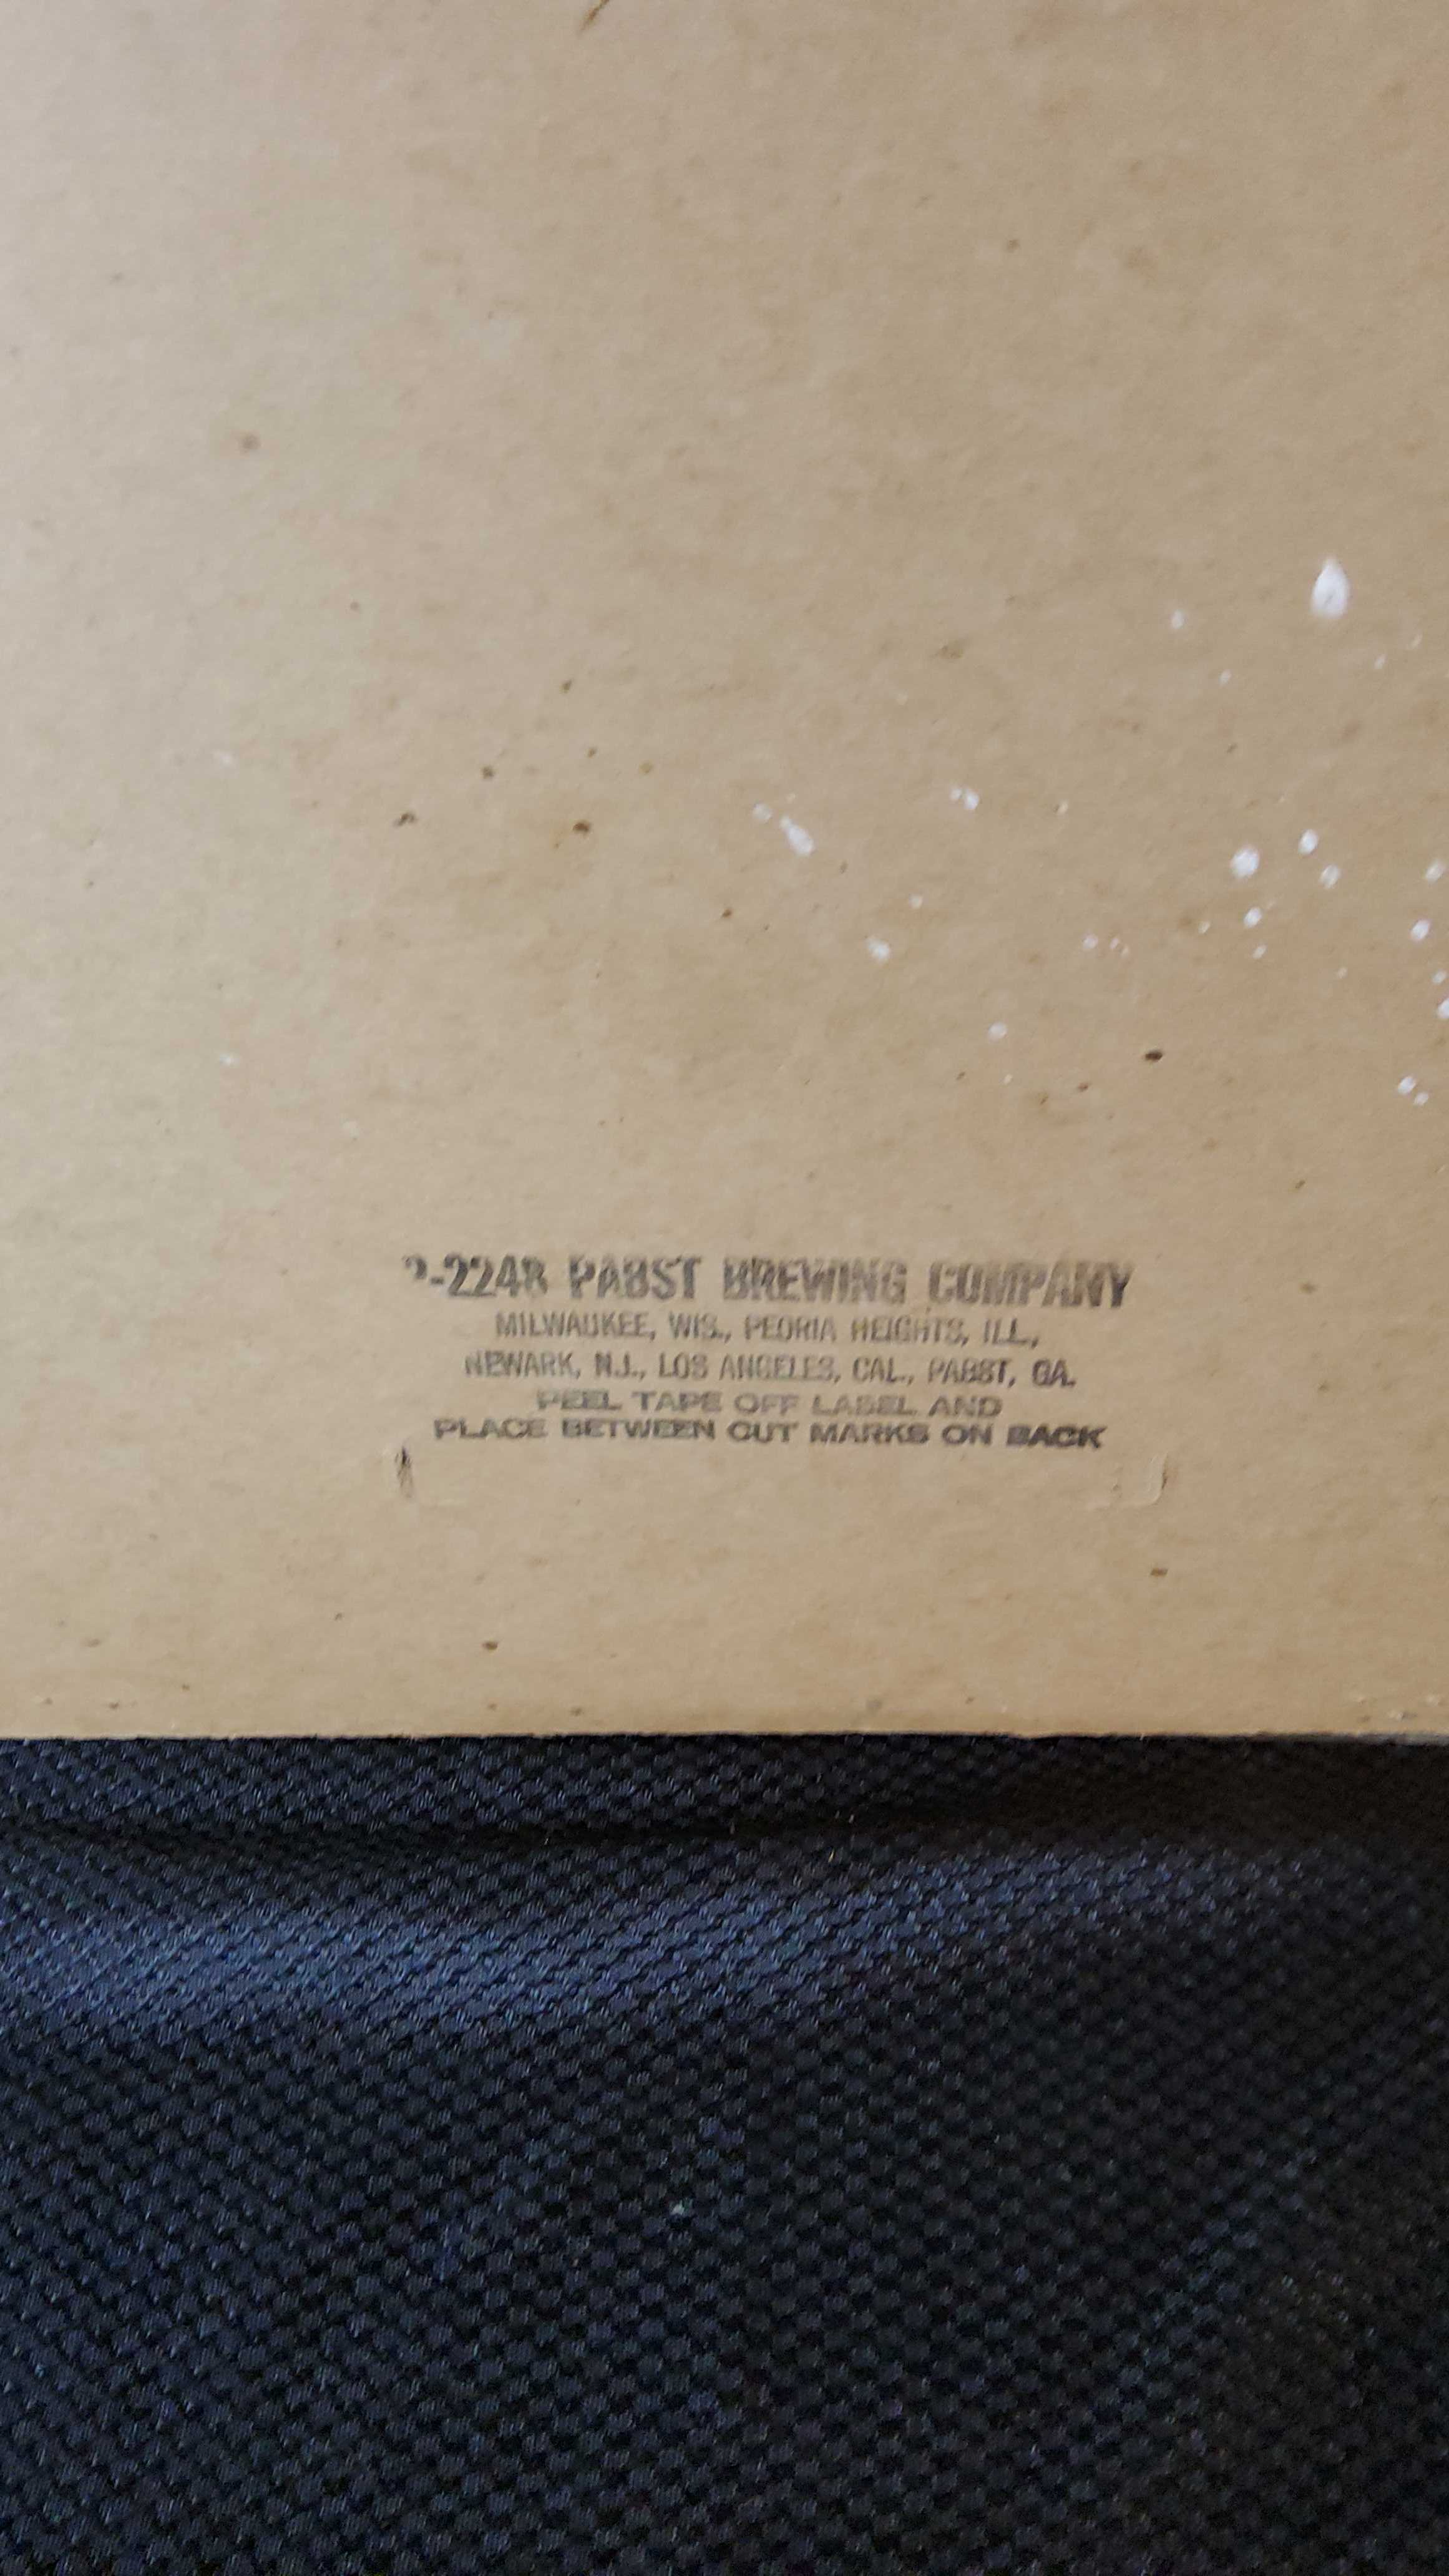 P-2248 PABST BREWING COMPANY
MILWAUKEE, WIS., PEORIA HEIGHTS, ILL.,
NEWARK, N.J., LOS ANGELES, CAL., PABST, GA.
PEEL TAPE OFF LABEL AND
PLACE BETWEEN CUT MARKS ON BACK